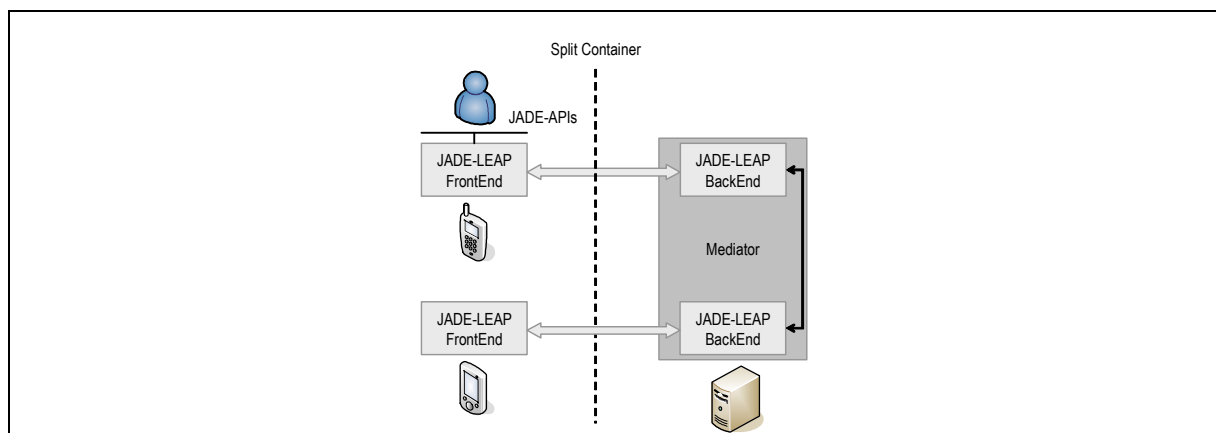 Split Container
JADE-APIs
JADE-LEAP
FrontEnd
JADE-LEAP
BackEnd
Mediator
JADE-LEAP
FrontEnd
JADE-LEAP
BackEnd